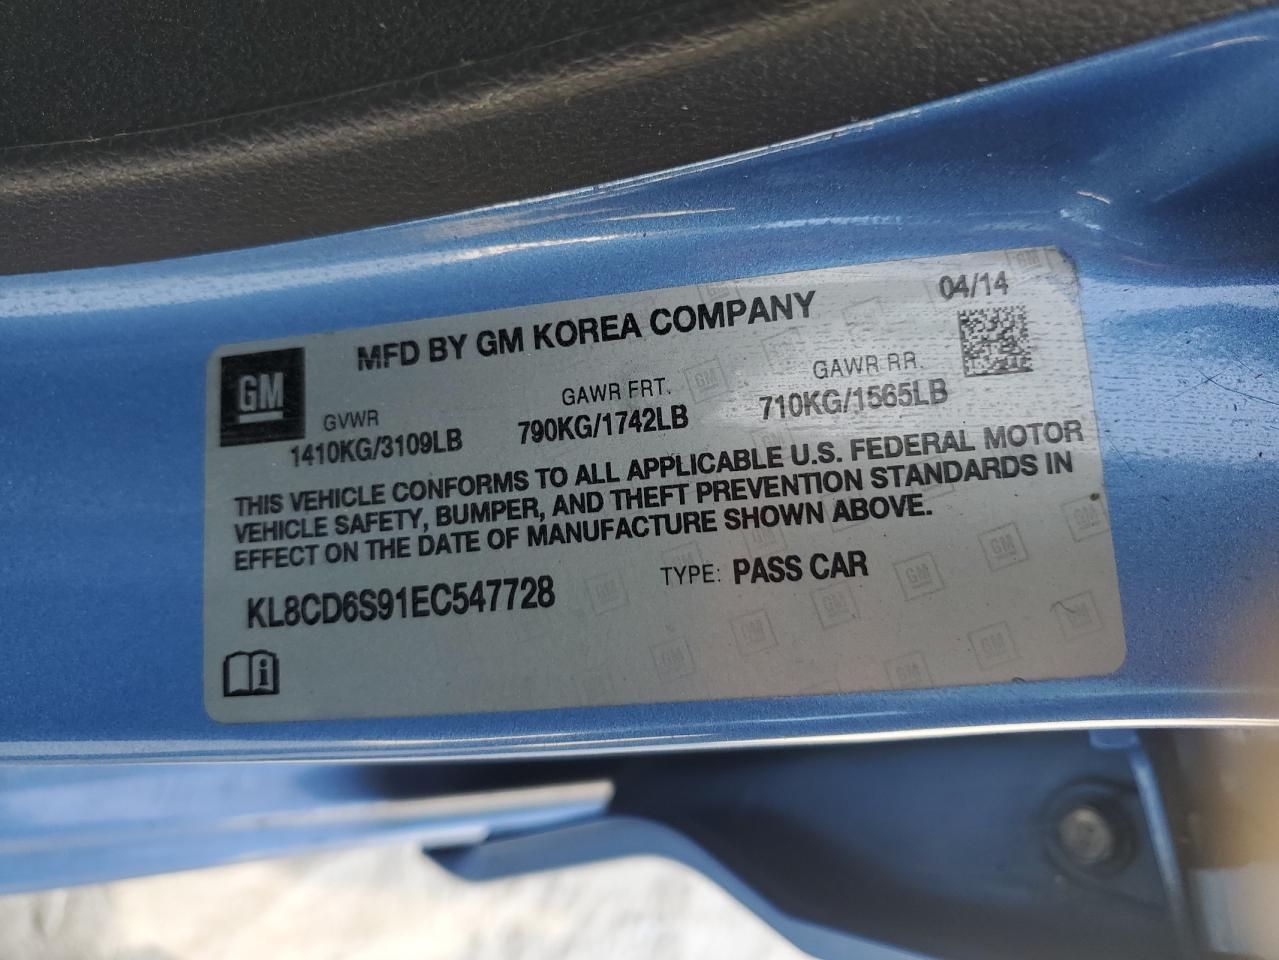 04/14
MFD BY GM KOREA COMPANY
GM
GVWR GAWR FRT. GAWR RR.
1410KG/3109LB 790KG/1742LB 710KG/1565LB
THIS VEHICLE CONFORMS TO ALL APPLICABLE U.S. FEDERAL MOTOR
VEHICLE SAFETY, BUMPER, AND THEFT PREVENTION STANDARDS IN
EFFECT ON THE DATE OF MANUFACTURE SHOWN ABOVE.
KL8CD6S91EC547728 TYPE: PASS CAR